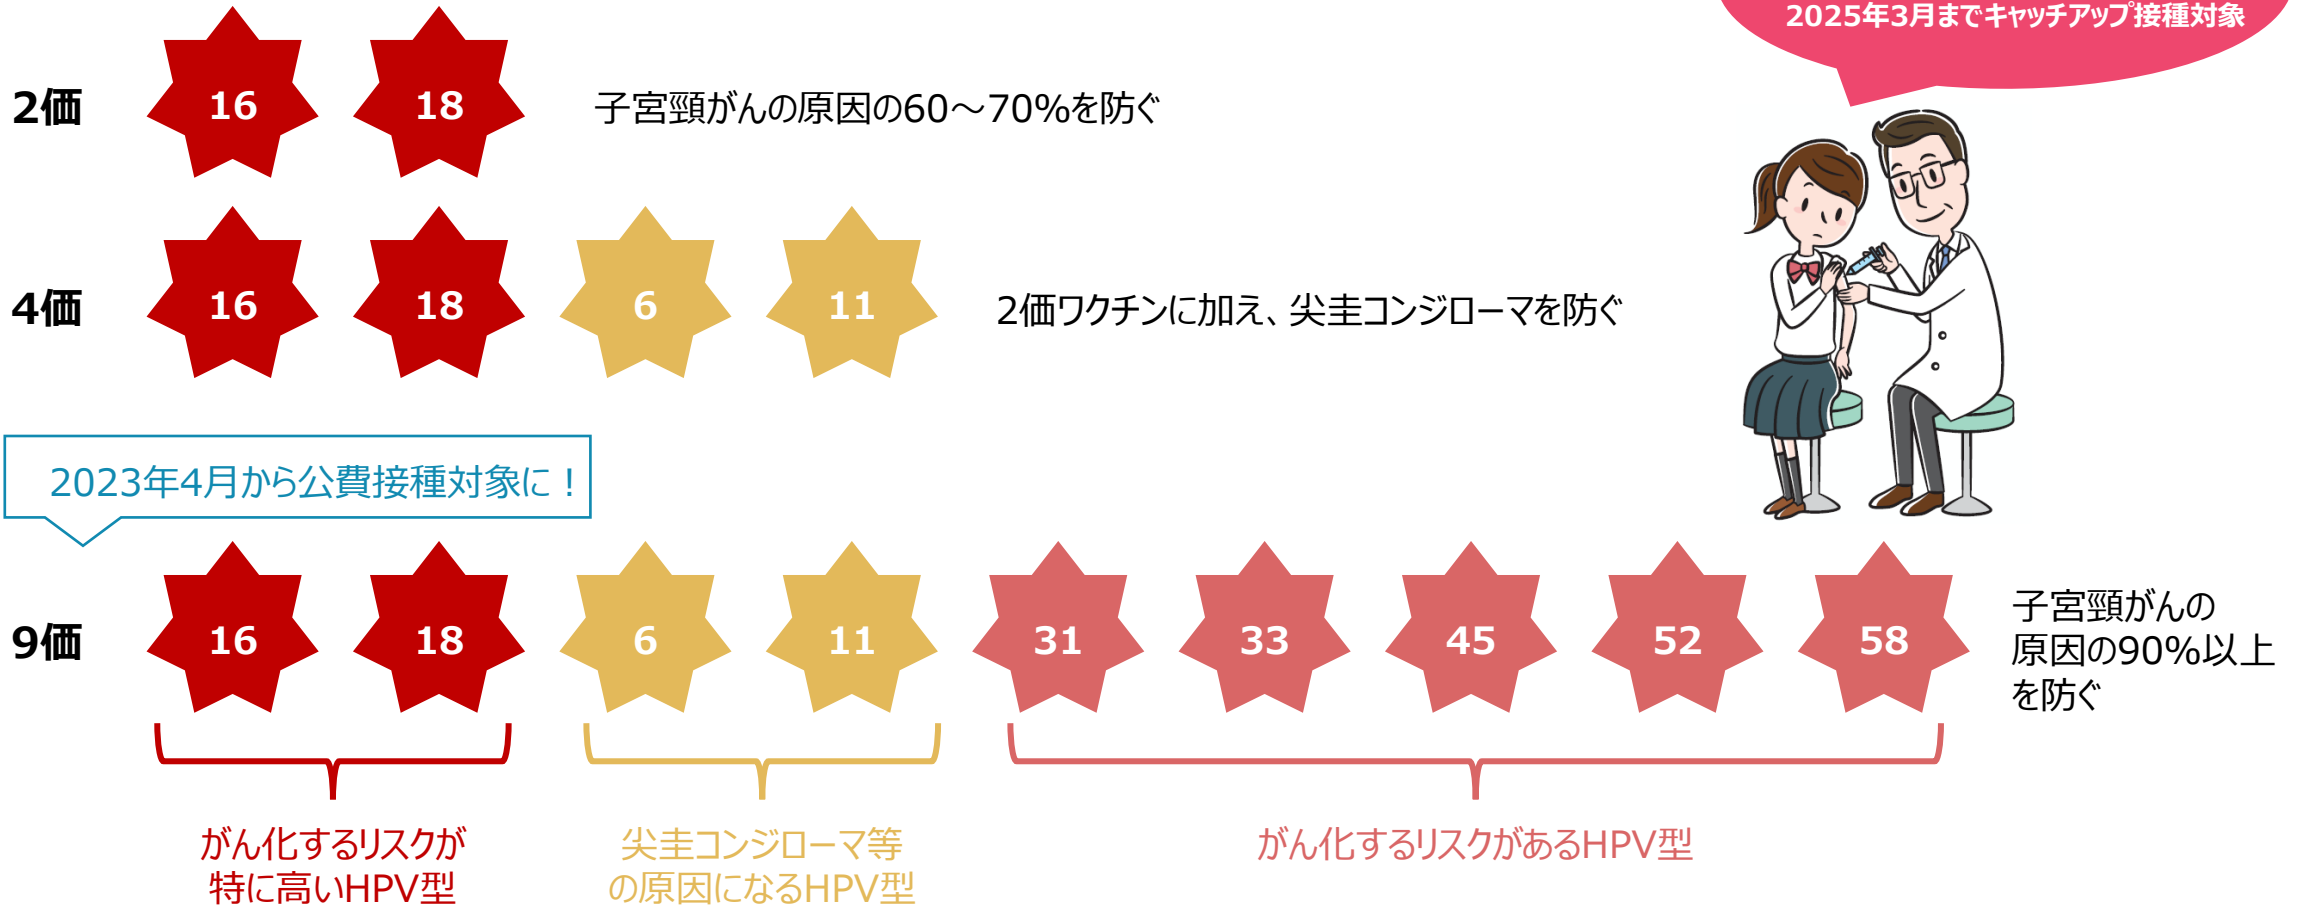 2025年3月までキャッチアップ接種対象
2価
16
18
子宮頸がんの原因の60～70%を防ぐ
4価
16
18
6
11
2価ワクチンに加え、尖圭コンジローマを防ぐ
2023年4月から公費接種対象に！
9価
16
18
6
11
31
33
45
52
58
子宮頸がんの
原因の90%以上
を防ぐ
がん化するリスクが
特に高いHPV型
尖圭コンジローマ等
の原因になるHPV型
がん化するリスクがあるHPV型